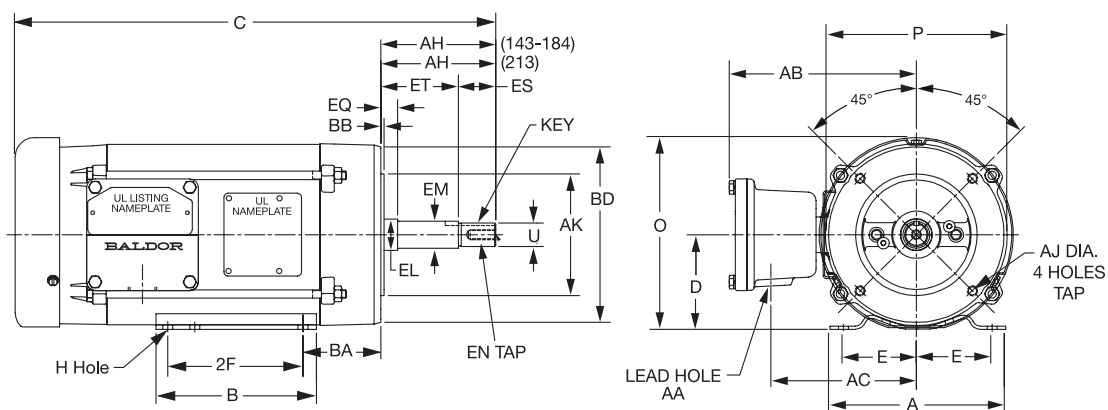 C
AH (143-184)
AH (213)
ET ES
EQ
BB
KEY
EM
UL LISTING
NAMEPLATE
UL
NAMEPLATE
BALDOR
AK
BD
U
EL
EN TAP
H Hole
2F
BA
B
P
AB
45° 45°
O
D
AJ DIA.
4 HOLES
TAP
LEAD HOLE
AA
E E
AC
A